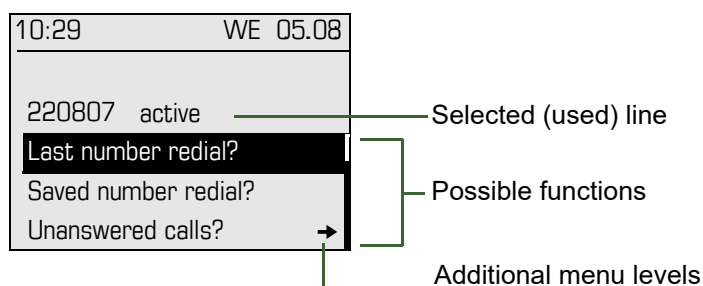 10:29 WE 05.08
220807 active
Selected (used) line
Last number redial?
Saved number redial?
Possible functions
Unanswered calls? →
Additional menu levels